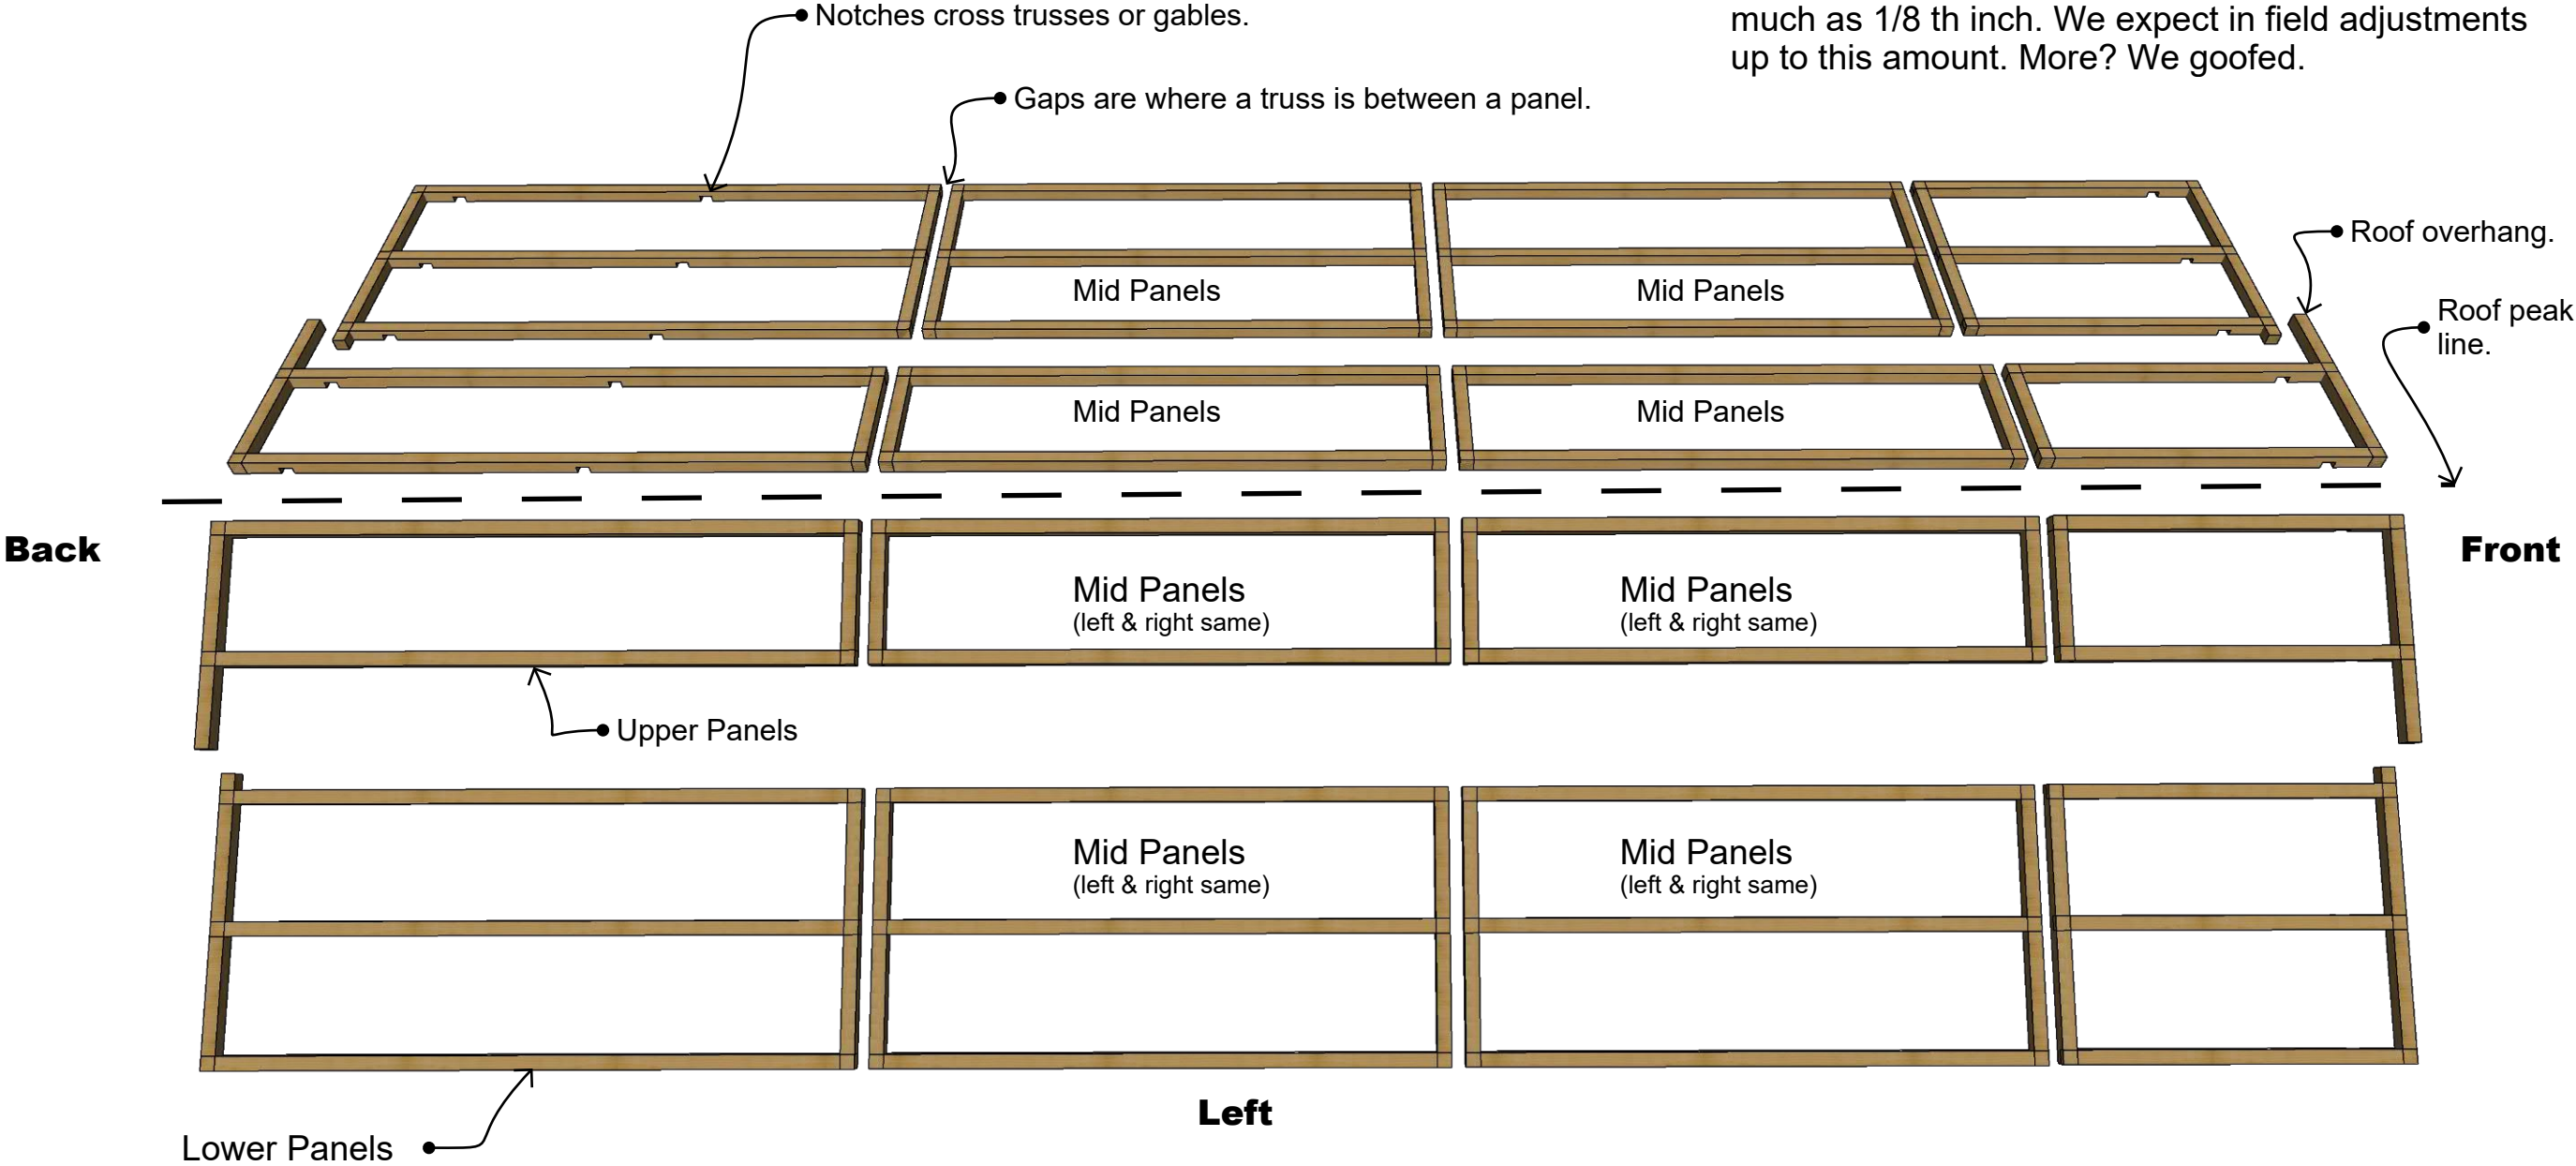 Notches cross trusses or gables.
much as 1/8 th inch. We expect in field adjustments
up to this amount. More? We goofed.
Gaps are where a truss is between a panel.
Roof overhang.
Mid Panels
Mid Panels
Roof peak
line.
Mid Panels
Mid Panels
Back
Front
Mid Panels
(left & right same)
Mid Panels
(left & right same)
Upper Panels
Mid Panels
(left & right same)
Mid Panels
(left & right same)
Left
Lower Panels